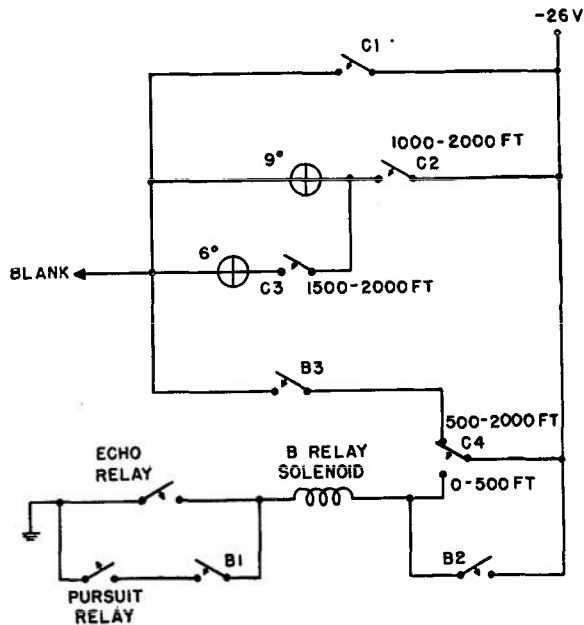 -26V
C1
1000-2000 FT
9°
C2
6°
BLANK
C3
1500-2000 FT
B3
500-2000 FT
C4
ECHO
RELAY
B RELAY
SOLENOID
0-500 FT
B1
B2
PURSUIT
RELAY